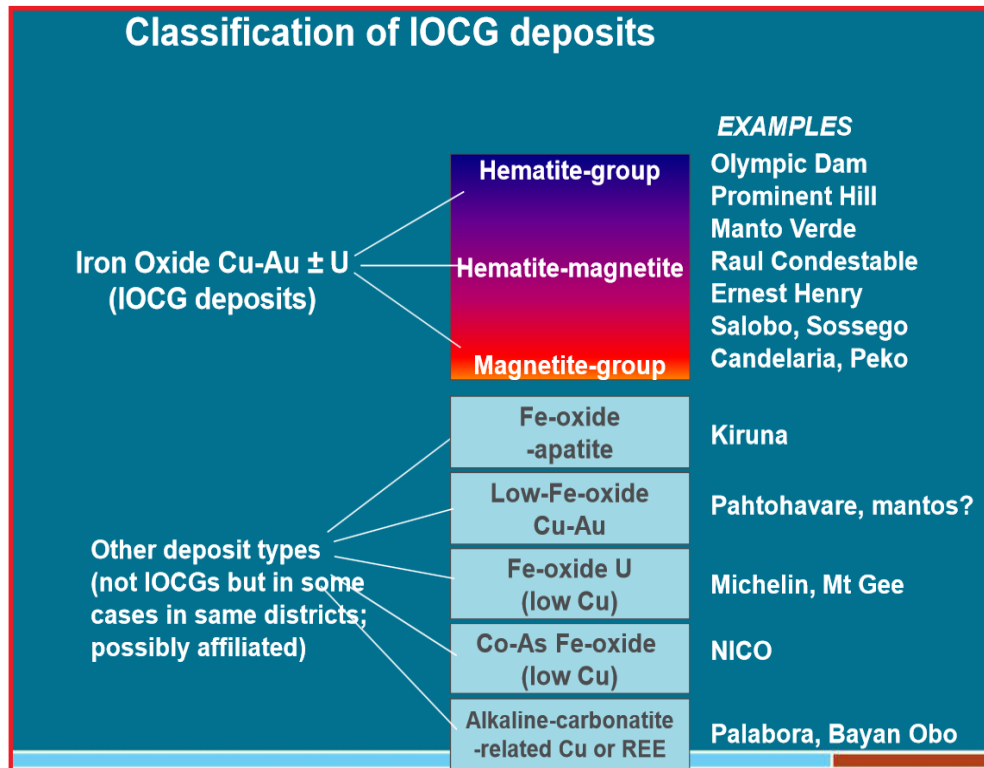 Classification of IOCG deposits
EXAMPLES
Iron Oxide Cu-Au ± U
(IOCG deposits)
Hematite-group
Hematite-magnetite
Magnetite-group
Olympic Dam
Prominent Hill
Manto Verde
Raul Condestable
Ernest Henry
Salobo, Sossego
Candelaria, Peko
Other deposit types
(not IOCGs but in some
cases in same districts;
possibly affiliated)
Fe-oxide
-apatite
Kiruna
Low-Fe-oxide
Cu-Au
Pahtohavare, mantos?
Fe-oxide U
(low Cu)
Michelin, Mt Gee
Co-As Fe-oxide
(low Cu)
NICO
Alkaline-carbonatite
-related Cu or REE
Palabora, Bayan Obo